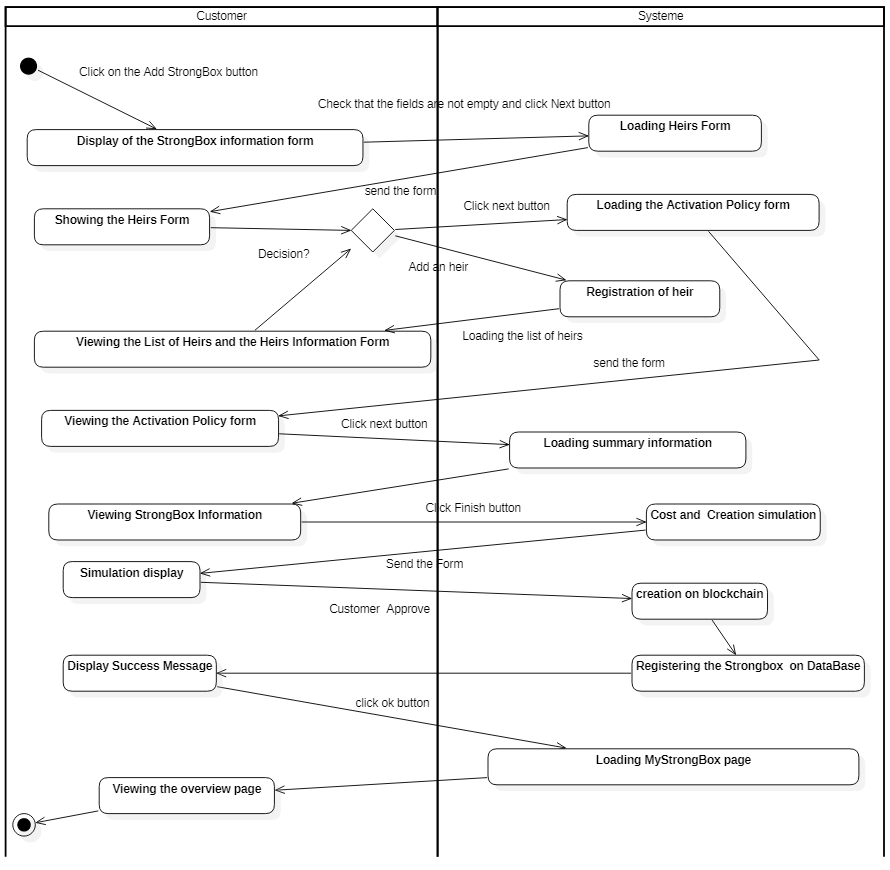 Customer
Systeme
Click on the Add StrongBox button
Check that the fields are not empty and click Next button
Display of the StrongBox information form
Loading Heirs Form
send the form
Showing the Heirs Form
Click next button
Loading the Activation Policy form
Decision?
Add an heir
Registration of heir
Viewing the List of Heirs and the Heirs Information Form
Loading the list of heirs
send the form
Viewing the Activation Policy form
Click next button
Loading summary information
Viewing StrongBox Information
Click Finish button
Cost and  Creation simulation
Simulation display
Send the Form
creation on blockchain
Customer  Approve
Display Success Message
Registering the Strongbox  on DataBase
click ok button
Loading MyStrongBox page
Viewing the overview page